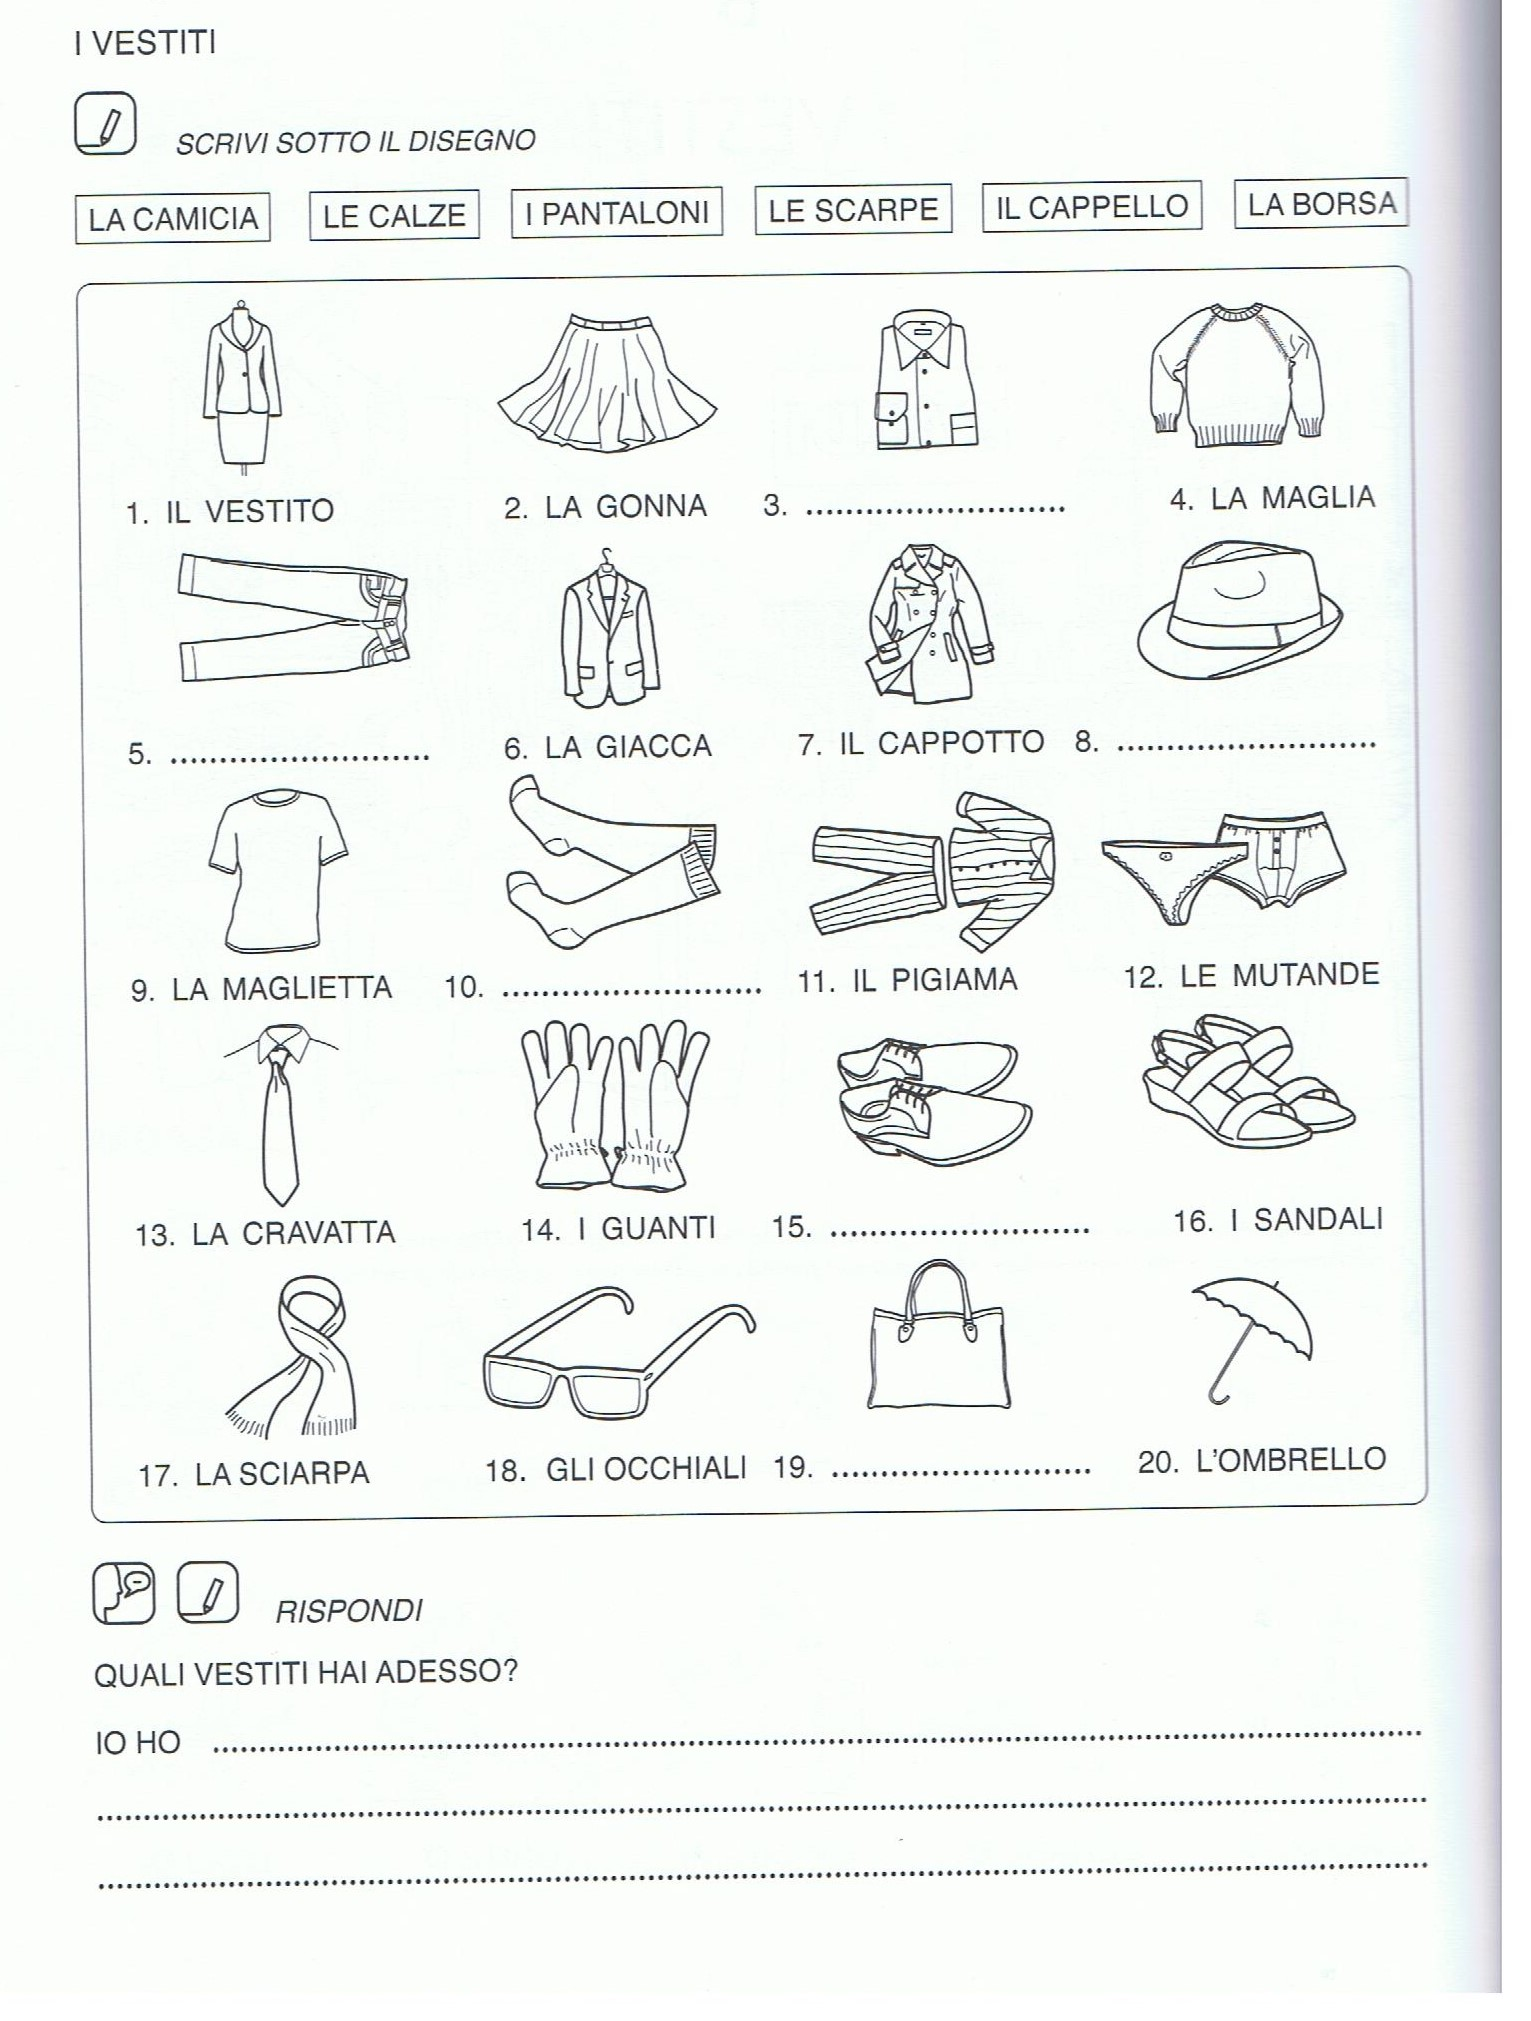 I VESTITI
SCRIVI SOTTO IL DISEGNO
LA CAMICIA LE CALZE I PANTALONI LE SCARPE IL CAPPELLO LA BORSA
1. IL VESTITO 2. LA GONNA 3. .......................... 4. LA MAGLIA
5. .......................... 6. LA GIACCA 7. IL CAPPOTTO 8. ..........................
9. LA MAGLIETTA 10. .......................... 11. IL PIGIAMA 12. LE MUTANDE
13. LA CRAVATTA 14. I GUANTI 15. .......................... 16. I SANDALI
17. LA SCIARPA 18. GLI OCCHIALI 19. .......................... 20. L'OMBRELLO
RISPONDI
QUALI VESTITI HAI ADESSO?
IO HO ..........................